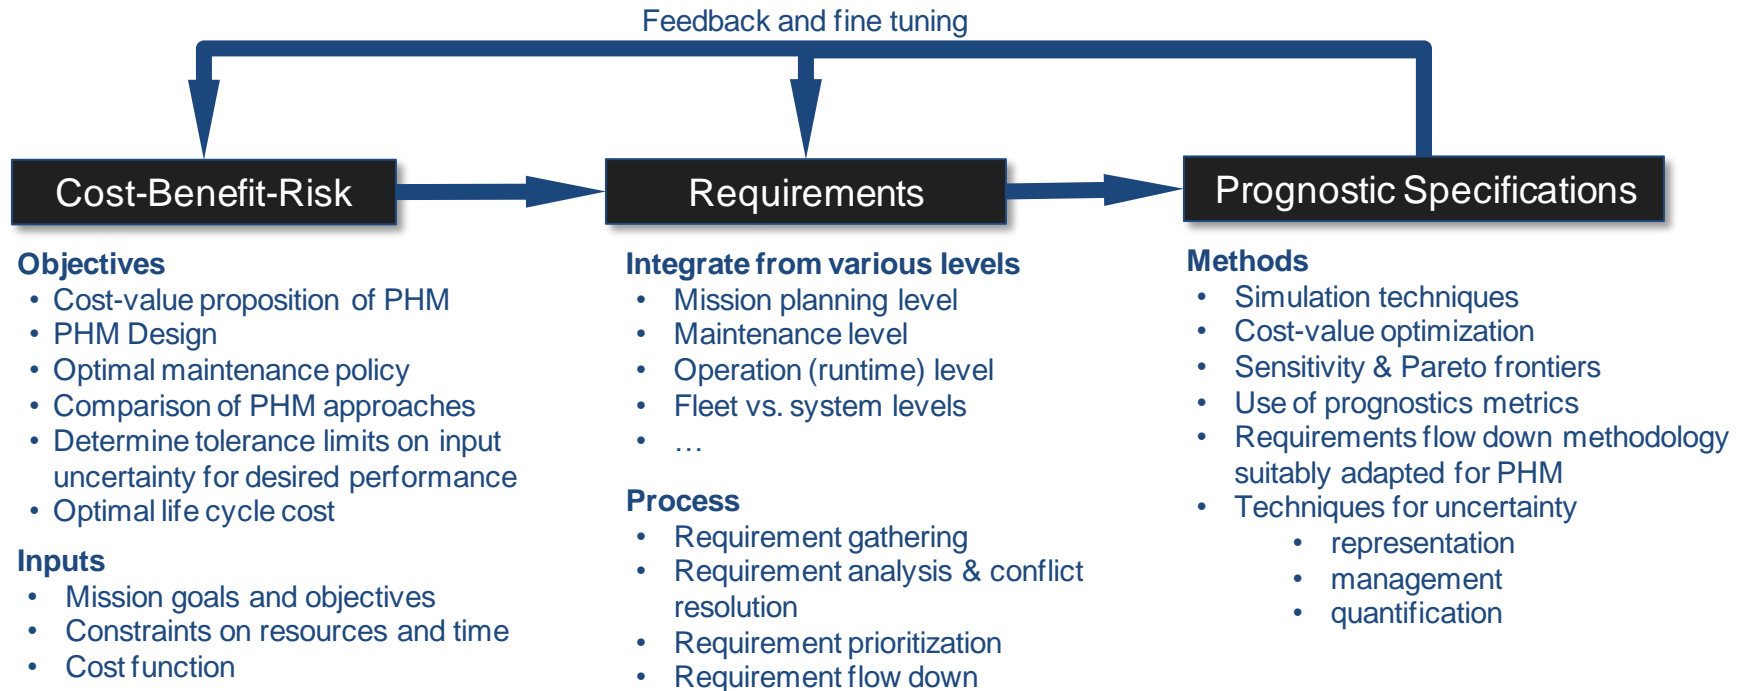 Feedback and fine tuning
Cost-Benefit-Risk
Objectives
• Cost-value proposition of PHM
• PHM Design
• Optimal maintenance policy
• Comparison of PHM approaches
• Determine tolerance limits on input
uncertainty for desired performance
• Optimal life cycle cost
Inputs
• Mission goals and objectives
• Constraints on resources and time
• Cost function
Requirements
Integrate from various levels
• Mission planning level
• Maintenance level
• Operation (runtime) level
• Fleet vs. system levels
• …
Process
• Requirement gathering
• Requirement analysis & conflict
resolution
• Requirement prioritization
• Requirement flow down
Prognostic Specifications
Methods
• Simulation techniques
• Cost-value optimization
• Sensitivity & Pareto frontiers
• Use of prognostics metrics
• Requirements flow down methodology
suitably adapted for PHM
• Techniques for uncertainty
• representation
• management
• quantification